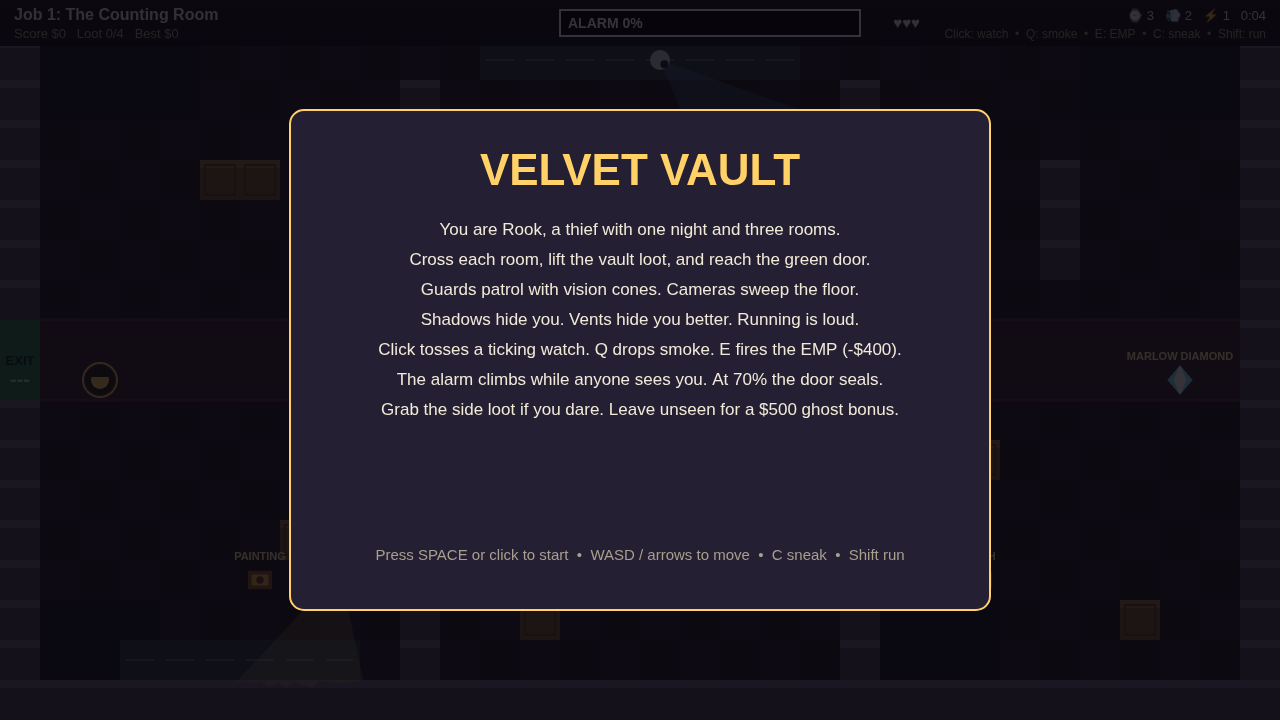 Job 1: The Counting Room
Score $0 Loot 0/4 Best $0
ALARM 0%
♥♥♥
⌚ 3 💨 2 ⚡ 1 0:04
Click: watch • Q: smoke • E: EMP • C: sneak • Shift: run
VELVET VAULT
You are Rook, a thief with one night and three rooms.
Cross each room, lift the vault loot, and reach the green door.
Guards patrol with vision cones. Cameras sweep the floor.
Shadows hide you. Vents hide you better. Running is loud.
Click tosses a ticking watch. Q drops smoke. E fires the EMP (-$400).
The alarm climbs while anyone sees you. At 70% the door seals.
Grab the side loot if you dare. Leave unseen for a $500 ghost bonus.
Press SPACE or click to start • WASD / arrows to move • C sneak • Shift run
EXIT
MARLOW DIAMOND
PAINTING